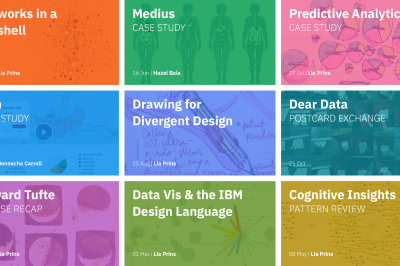 works in a
shell
Lia Prins
Medius
CASE STUDY
16 Jun | Hazel Bala
Predictive Analytic
CASE STUDY
27 Jul | Lia Prins
STUDY
Donnacha Carroll
Drawing for
Divergent Design
25 Aug | Lia Prins
Dear Data
POSTCARD EXCHANGE
25 Oct
ward Tufte
SE RECAP
Lia Prins
Data Vis & the IBM
Design Language
01 Mar | Lia Prins
Cognitive Insights
PATTERN REVIEW
08 May | Lia Prins